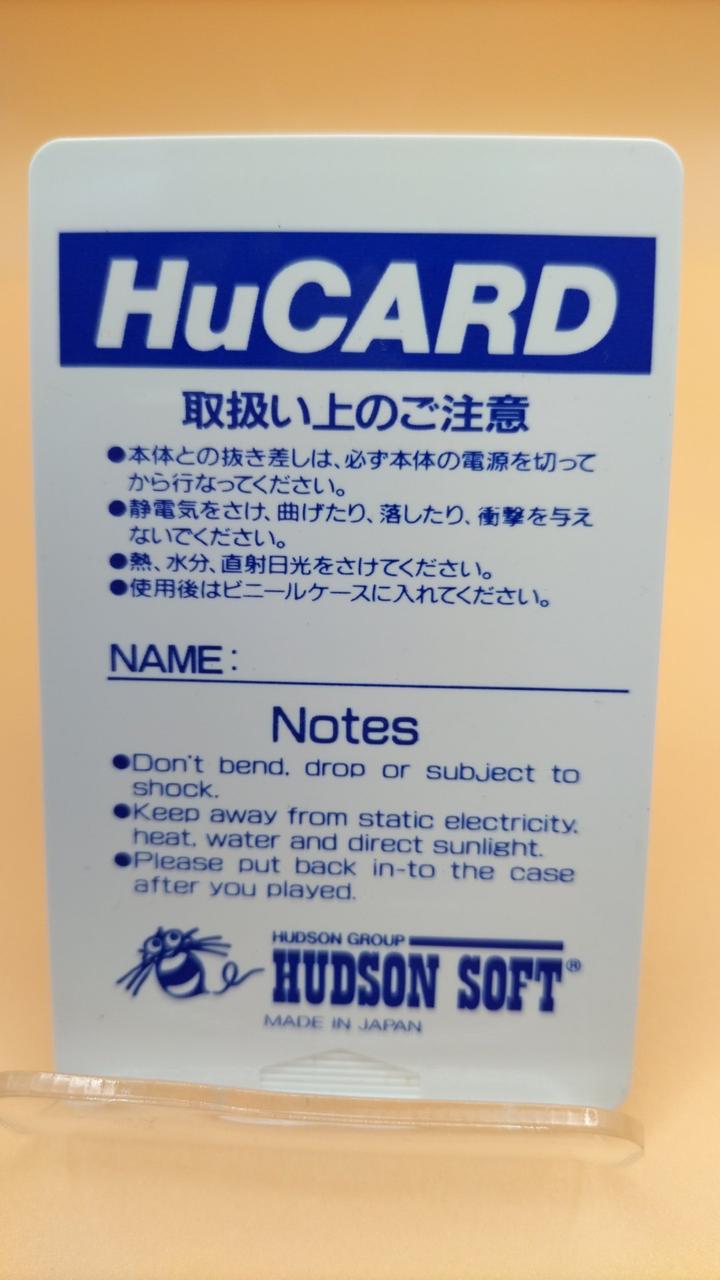 HuCARD
取扱い上のご注意
●本体との抜き差しは、必ず本体の電源を切って
から行なってください。
●静電気をさけ、曲げたり、落したり、衝撃を与え
ないでください。
●熱、水分、直射日光をさけてください。
●使用後はビニールケースに入れてください。
NAME:
Notes
●Don't bend, drop or subject to
shock.
●Keep away from static electricity,
heat, water and direct sunlight.
●Please put back in-to the case
after you played.
HUDSON GROUP
HUDSON SOFT®
MADE IN JAPAN